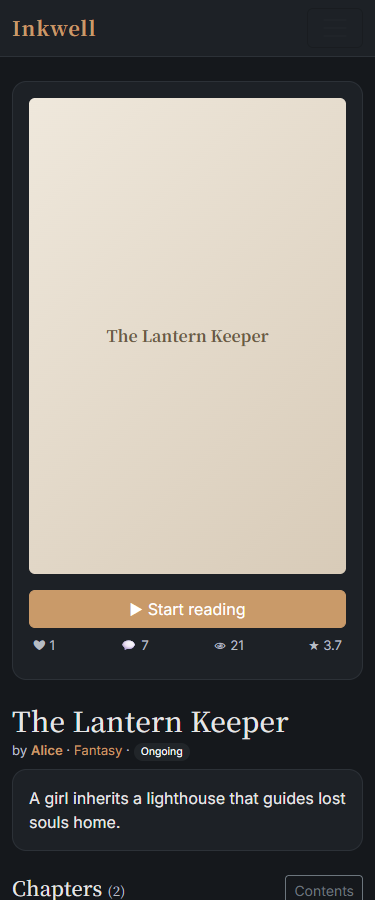 Inkwell
The Lantern Keeper
▶ Start reading
1 7 21 ★ 3.7
The Lantern Keeper
by Alice · Fantasy · Ongoing
A girl inherits a lighthouse that guides lost
souls home.
Chapters (2) Contents